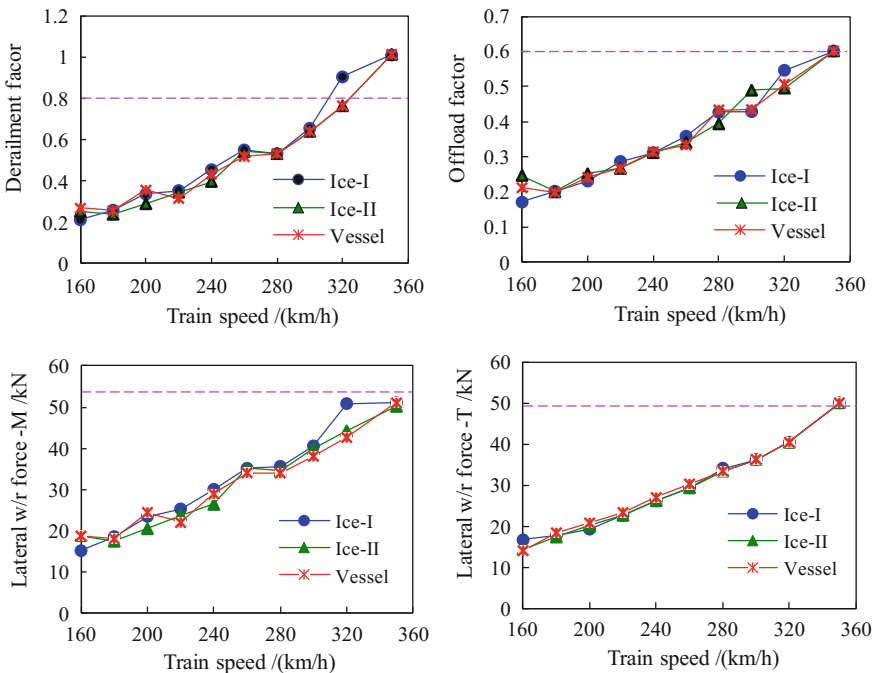 1.2
1
0.8
0.6
0.4
0.2
0
Derailment facor
Ice-I
Ice-II
Vessel
160 200 240 280 320 360
Train speed /(km/h)
0.7
0.6
0.5
0.4
0.3
0.2
0.1
0
Offload factor
Ice-I
Ice-II
Vessel
160 200 240 280 320 360
Train speed /(km/h)
60
50
40
30
20
10
0
Lateral w/r force -M /kN
Ice-I
Ice-II
Vessel
160 200 240 280 320 360
Train speed /(km/h)
60
50
40
30
20
10
0
Lateral w/r force -T /kN
Ice-I
Ice-II
Vessel
160 200 240 280 320 360
Train speed /(km/h)